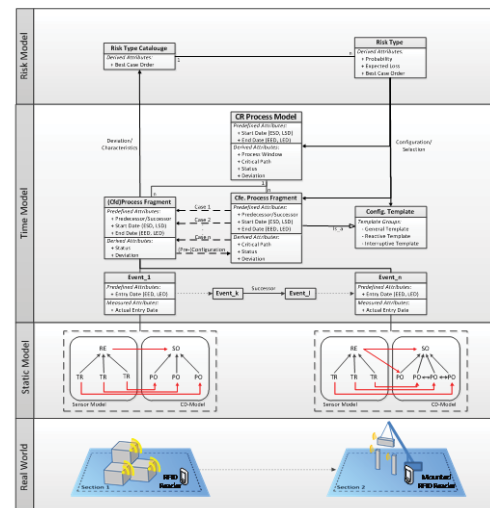 Risk Model
Risk Type Catalouge
Derived Attributes:
+ Best Case Order
1
n
Risk Type
Derived Attributes:
+ Probability
+ Expected Loss
+ Best Case Order
Time Model
Deviation/
Characteristics
CR Process Model
Predefined Attributes:
+ Start Date [ESD, LSD]
+ End Date [EED, LED]
Derived Attributes:
+ Process Window
+ Critical Path
+ Status
+ Deviation
Configuration/
Selection
1
n
n
(Cfd)Process Fragment
Predefined Attributes:
+ Predecessor/Successor
+ Start Date [ESD, LSD]
+ End Date [EED, LED]
Derived Attributes:
+ Status
+ Deviation
Case 1
Case 2
Case n
(Pre-)Configuration
Cfe. Process Fragment
Predefined Attributes:
+ Predecessor/Successor
+ Start Date [ESD, LSD]
+ End Date [EED, LED]
Derived Attributes:
+ Critical Path
+ Status
+ Deviation
is_a
Config. Template
Template Groups:
- General Template
- Reactive Template
- Interruptive Template
Event_1
Predefined Attributes:
+ Entry Date [EED, LED]
Measured Attributes:
+ Actual Entry Date
Event_k
Successor
Event_l
Event_n
Predefined Attributes:
+ Entry Date [EED, LED]
Measured Attributes:
+ Actual Entry Date
Static Model
RE
SO
TR
TR
TR
PO
PO
PO
Sensor Model
CD-Model
RE
SO
TR
TR
TR
PO
PO
PO
PO
Sensor Model
CD-Model
Real World
Section 1
RFID
Reader
Section 2
Mounted
RFID Reader